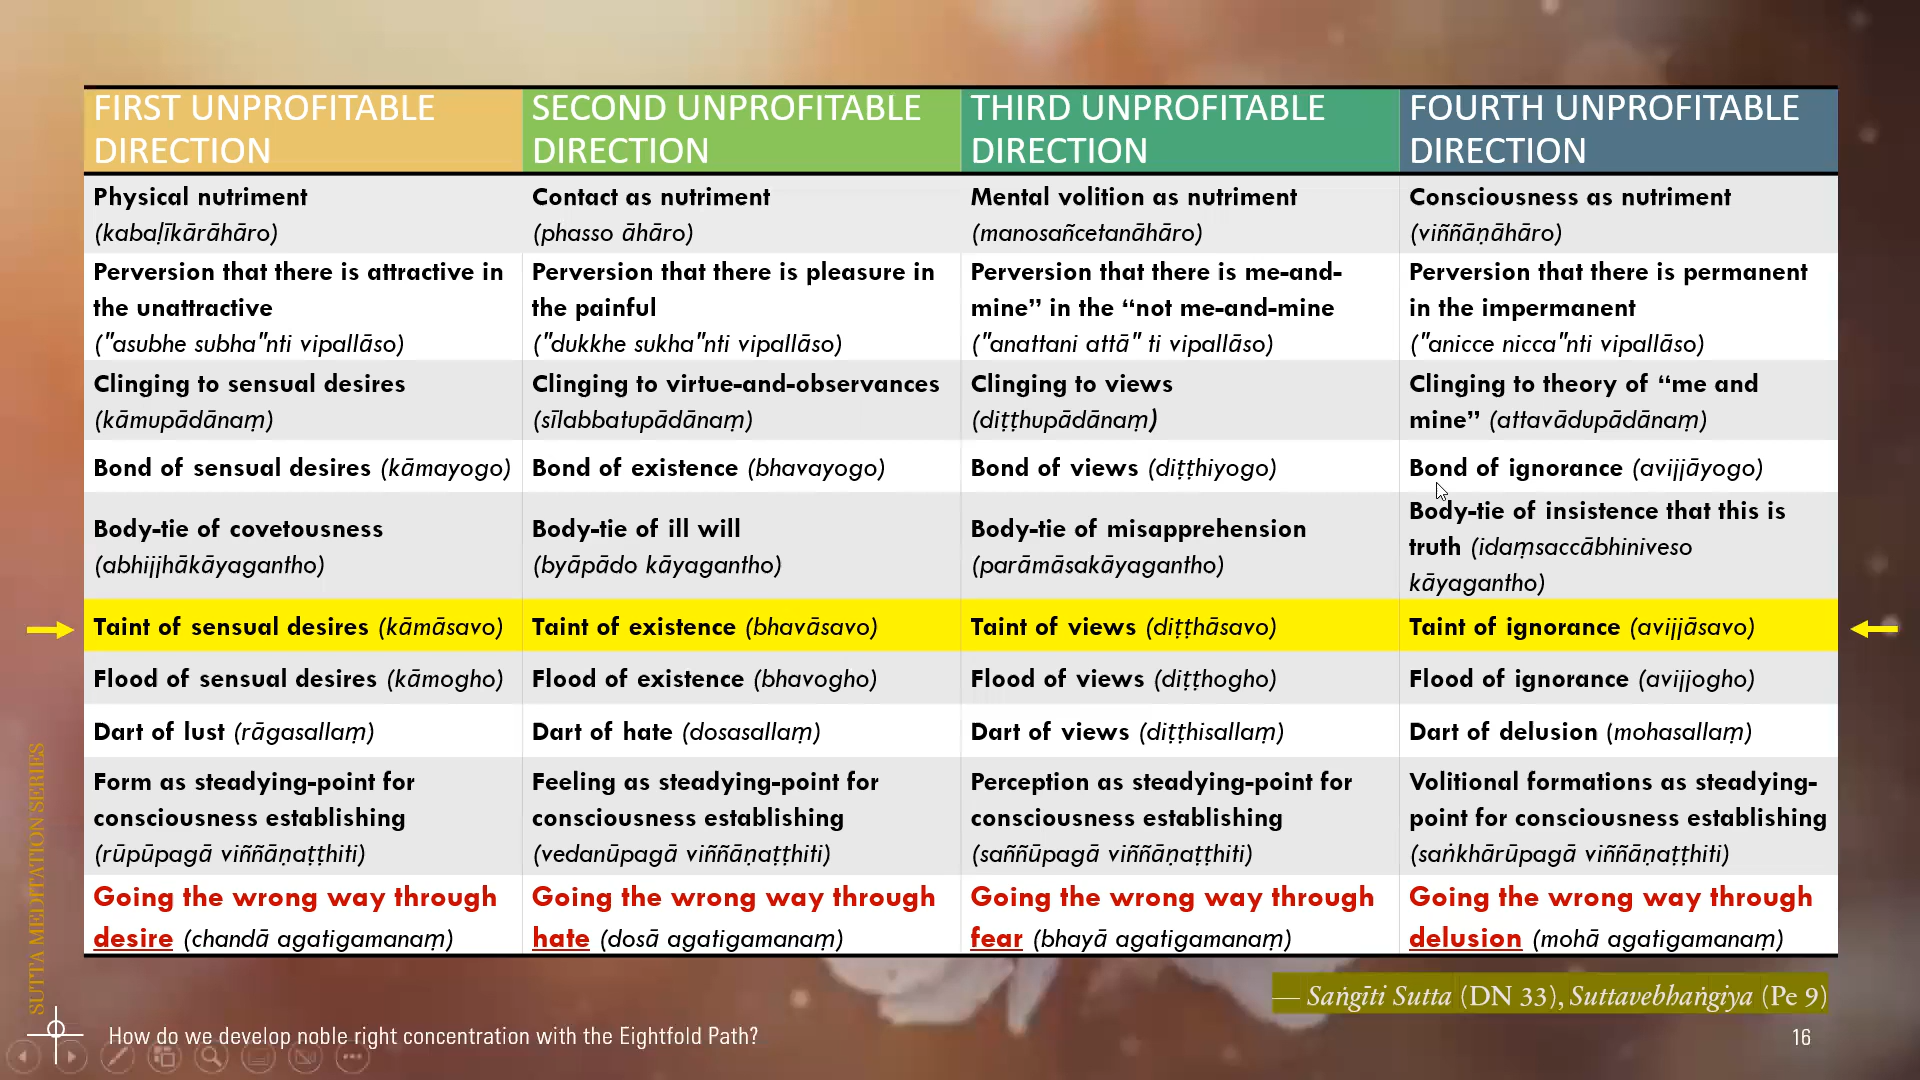 FIRST UNPROFITABLE
DIRECTION
SECOND UNPROFITABLE
DIRECTION
THIRD UNPROFITABLE
DIRECTION
FOURTH UNPROFITABLE
DIRECTION
Physical nutriment
(kabaḷīkārāhāro)
Contact as nutriment
(phasso āhāro)
Mental volition as nutriment
(manosañcetanāhāro)
Consciousness as nutriment
(viññāṇāhāro)
Perversion that there is attractive in
the unattractive
("asubhe subha"nti vipallāso)
Perversion that there is pleasure in
the painful
("dukkhe sukha"nti vipallāso)
Perversion that there is me-and-
mine” in the “not me-and-mine
("anattani attā" ti vipallāso)
Perversion that there is permanent
in the impermanent
("anicce nicca"nti vipallāso)
Clinging to sensual desires
(kāmupādānaṃ)
Clinging to virtue-and-observances
(sīlabbatupādānaṃ)
Clinging to views
(diṭṭhupādānaṃ)
Clinging to theory of “me and
mine” (attavādupādānaṃ)
Bond of sensual desires (kāmayogo)
Bond of existence (bhavayogo)
Bond of views (diṭṭhiyogo)
Bond of ignorance (avijjāyogo)
Body-tie of covetousness
(abhijjhākāyagantho)
Body-tie of ill will
(byāpādo kāyagantho)
Body-tie of misapprehension
(parāmāsakāyagantho)
Body-tie of insistence that this is
truth (idaṃsaccābhiniveso
kāyagantho)
Taint of sensual desires (kāmāsavo)
Taint of existence (bhavāsavo)
Taint of views (diṭṭhāsavo)
Taint of ignorance (avijjāsavo)
Flood of sensual desires (kāmogho)
Flood of existence (bhavogho)
Flood of views (diṭṭhogho)
Flood of ignorance (avijjogho)
Dart of lust (rāgasallaṃ)
Dart of hate (dosasallaṃ)
Dart of views (diṭṭhisallaṃ)
Dart of delusion (mohasallaṃ)
Form as steadying-point for
consciousness establishing
(rūpūpagā viññāṇaṭṭhiti)
Feeling as steadying-point for
consciousness establishing
(vedanūpagā viññāṇaṭṭhiti)
Perception as steadying-point for
consciousness establishing
(saññūpagā viññāṇaṭṭhiti)
Volitional formations as steadying-
point for consciousness establishing
(saṅkhārūpagā viññāṇaṭṭhiti)
Going the wrong way through
desire (chandā agatigamanaṃ)
Going the wrong way through
hate (dosā agatigamanaṃ)
Going the wrong way through
fear (bhayā agatigamanaṃ)
Going the wrong way through
delusion (mohā agatigamanaṃ)
— Saṅgīti Sutta (DN 33), Suttavebhaṅgiya (Pe 9)
SUTTA MEDITATION SERIES
How do we develop noble right concentration with the Eightfold Path?
16